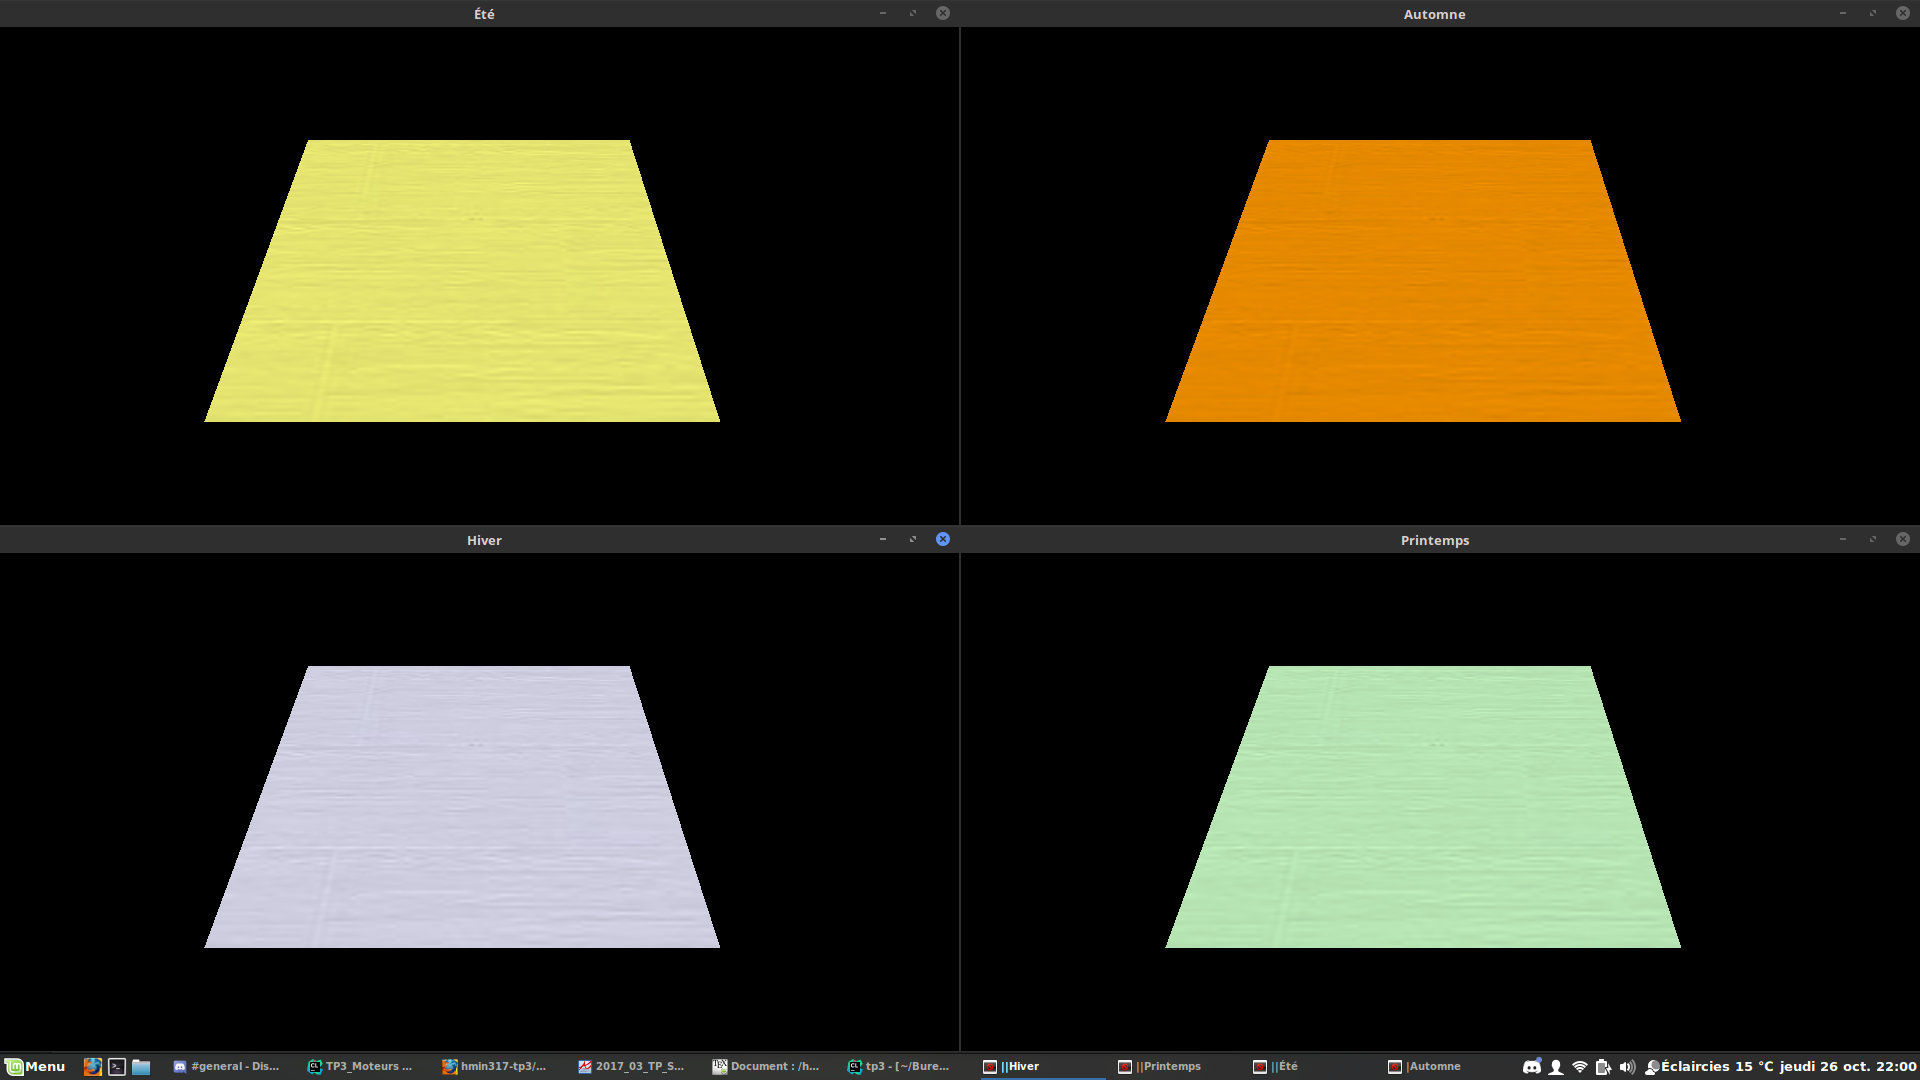 Été
Automne
Hiver
Printemps
Menu
#general - Dis...
TP3_Moteurs ...
hmin317-tp3/...
2017_03_TP_S...
Document : /h...
tp3 - [~/Bure...
||Hiver
||Printemps
||Été
|Automne
Éclaircies 15 °C jeudi 26 oct. 22:00